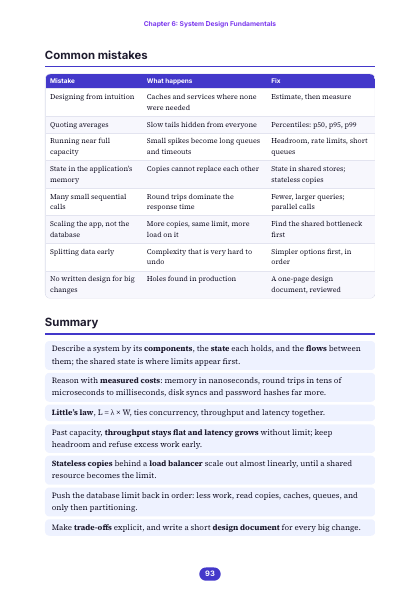 Chapter 6: System Design Fundamentals
Common mistakes
Mistake What happens Fix
Designing from intuition Caches and services where none Estimate, then measure
were needed
Quoting averages Slow tails hidden from everyone Percentiles: p50, p95, p99
Running near full Small spikes become long queues Headroom, rate limits, short
capacity and timeouts queues
State in the application's Copies cannot replace each other State in shared stores;
memory stateless copies
Many small sequential Round trips dominate the Fewer, larger queries;
calls response time parallel calls
Scaling the app, not the More copies, same limit, more Find the shared bottleneck
database load on it first
Splitting data early Complexity that is very hard to Simpler options first, in
undo order
No written design for big Holes found in production A one-page design
changes document, reviewed
Summary
Describe a system by its components, the state each holds, and the flows between
them; the shared state is where limits appear first.
Reason with measured costs: memory in nanoseconds, round trips in tens of
microseconds to milliseconds, disk syncs and password hashes far more.
Little's law, L = λ × W, ties concurrency, throughput and latency together.
Past capacity, throughput stays flat and latency grows without limit; keep
headroom and refuse excess work early.
Stateless copies behind a load balancer scale out almost linearly, until a shared
resource becomes the limit.
Push the database limit back in order: less work, read copies, caches, queues, and
only then partitioning.
Make trade-offs explicit, and write a short design document for every big change.
93